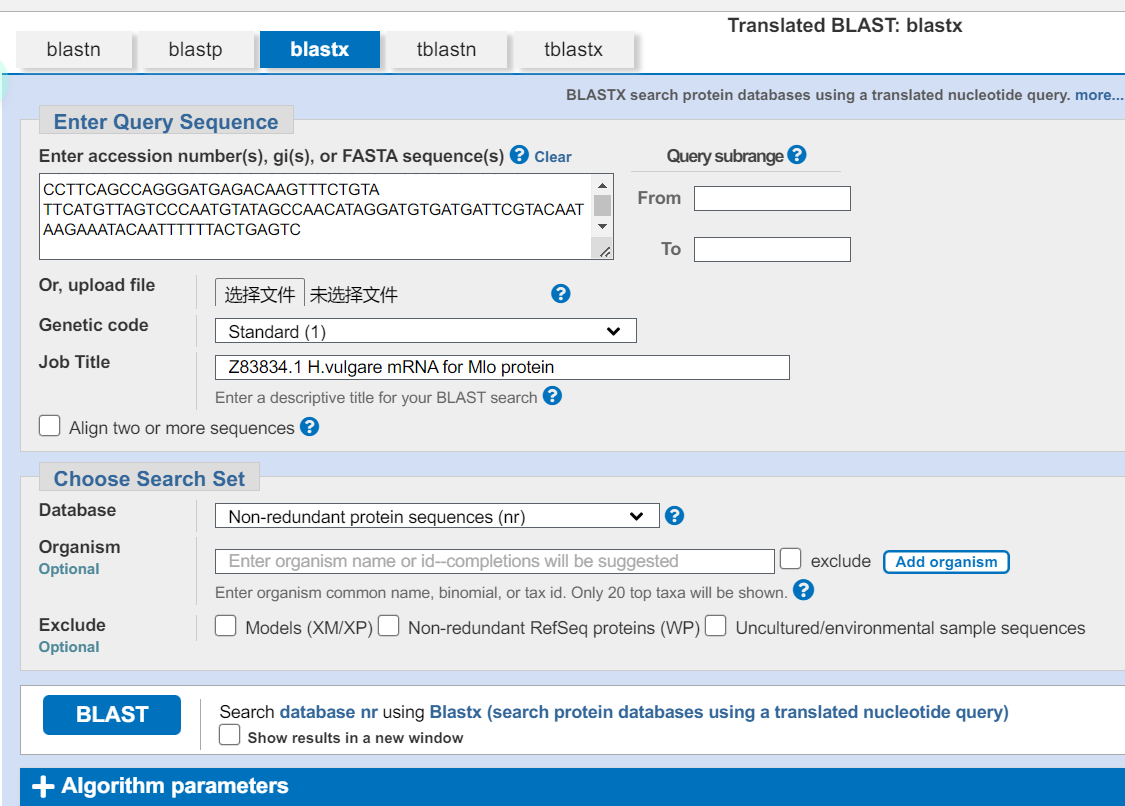 Translated BLAST: blastx
blastn blastp blastx tblastn tblastx
BLASTX search protein databases using a translated nucleotide query. more...
Enter Query Sequence
Enter accession number(s), gi(s), or FASTA sequence(s) ? Clear Query subrange ?
CCTTCAGCCAGGGATGAGACAAGTTTCTGTA
TTCATGTTAGTCCCAATGTATAGCCAACATAGGATGTGATGATTCGTACAAT
AAGAAATACAATTTTTTACTGAGTC
From
To
Or, upload file 选择文件 未选择文件 ?
Genetic code Standard (1)
Job Title Z83834.1 H.vulgare mRNA for Mlo protein
Enter a descriptive title for your BLAST search ?
Align two or more sequences ?
Choose Search Set
Database Non-redundant protein sequences (nr) ?
Organism
Optional
Enter organism name or id--completions will be suggested exclude Add organism
Enter organism common name, binomial, or tax id. Only 20 top taxa will be shown. ?
Exclude
Optional
Models (XM/XP) Non-redundant RefSeq proteins (WP) Uncultured/environmental sample sequences
BLAST
Search database nr using Blastx (search protein databases using a translated nucleotide query)
Show results in a new window
+ Algorithm parameters